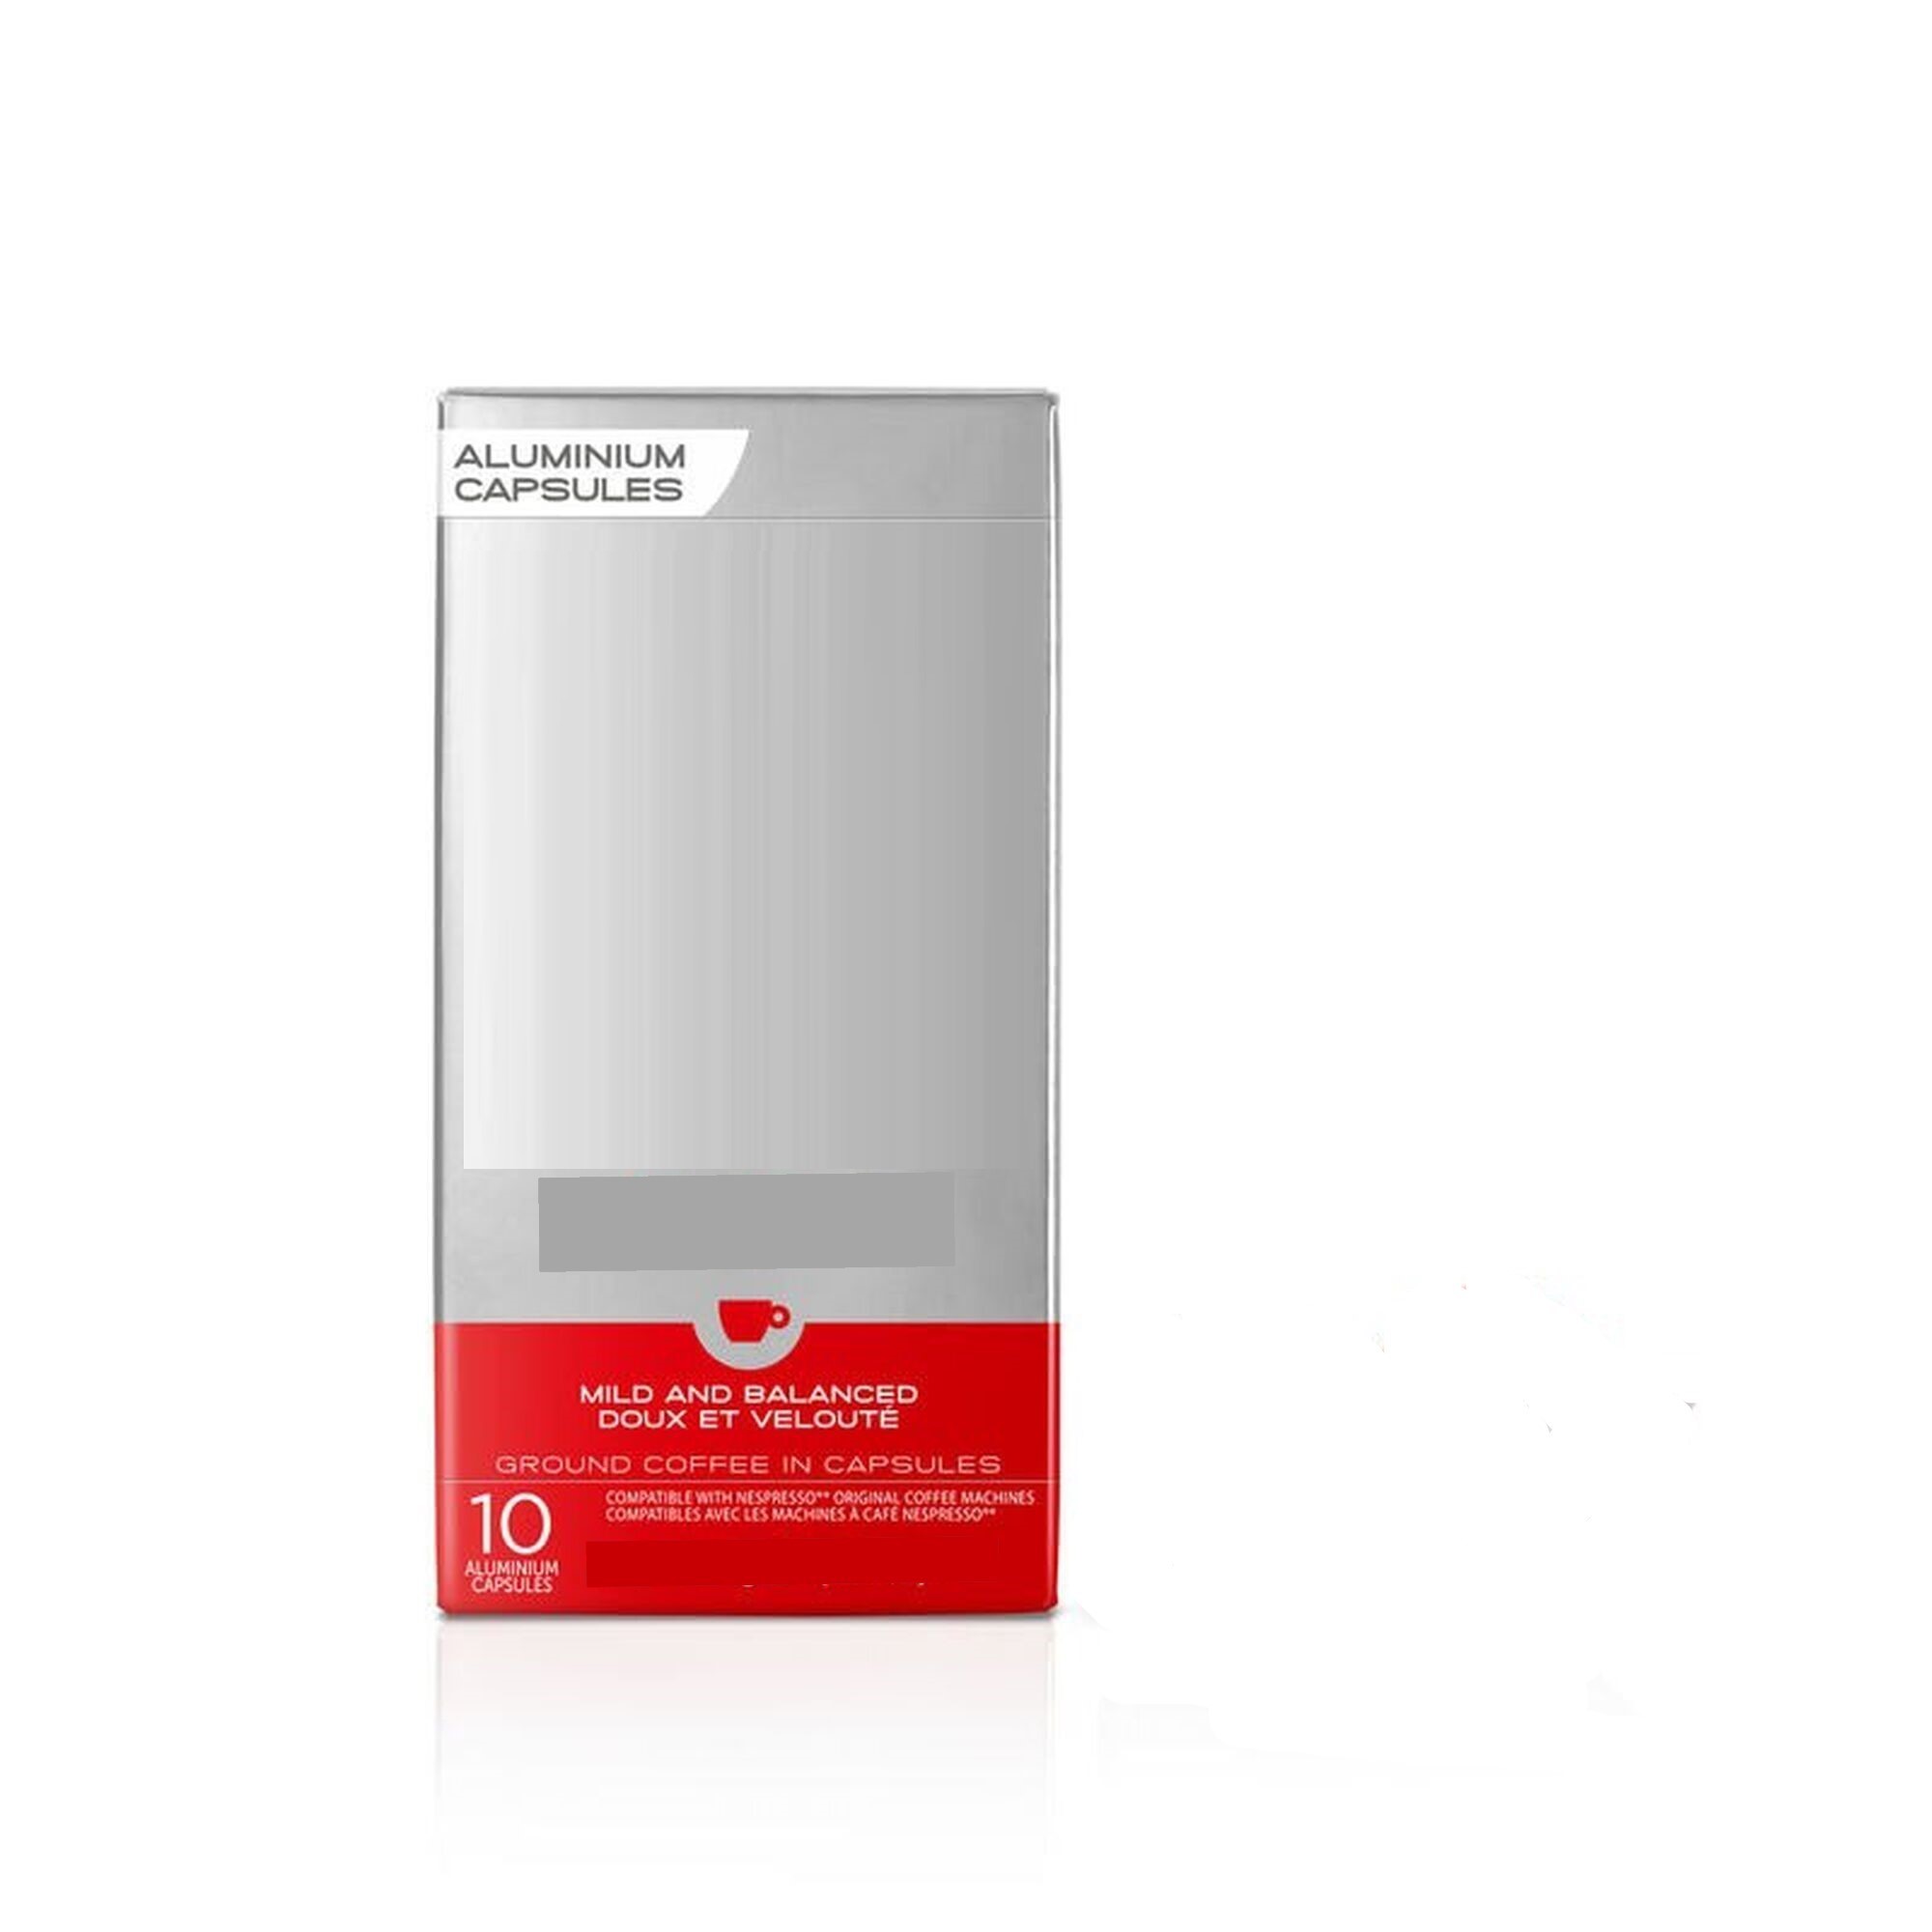 ALUMINIUM
CAPSULES
MILD AND BALANCED
DOUX ET VELOUTÉ
GROUND COFFEE IN CAPSULES
10
ALUMINIUM
CAPSULES
COMPATIBLE WITH NESPRESSO** ORIGINAL COFFEE MACHINES
COMPATIBLES AVEC LES MACHINES À CAFÉ NESPRESSO**